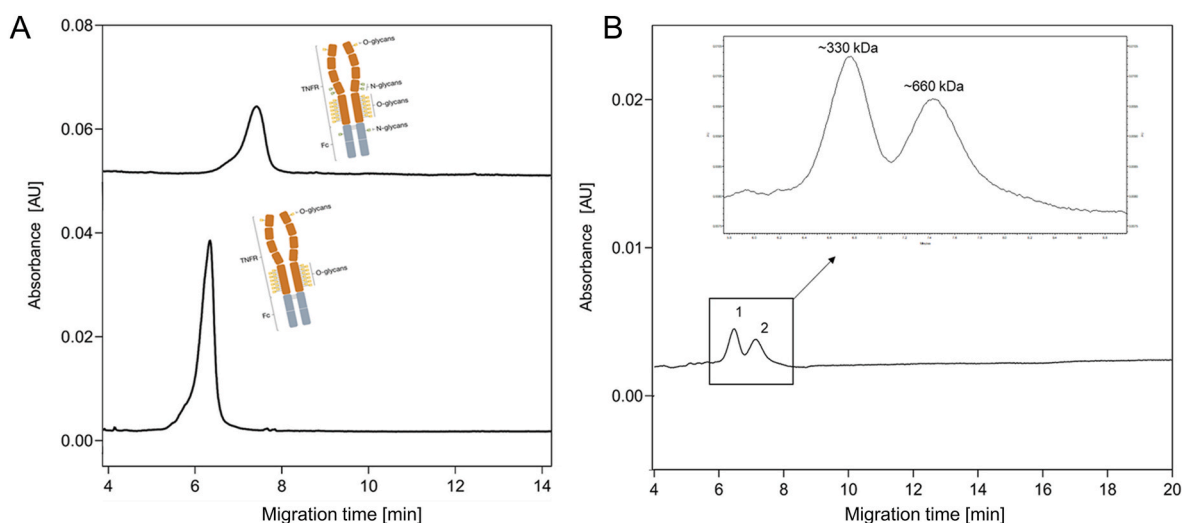 A
0.08
0.06
0.04
0.02
0.00
Absorbance [AU]
4
6
8
10
12
14
Migration time [min]
O-glycans
TNFR
N-glycans
O-glycans
N-glycans
Fc
O-glycans
TNFR
O-glycans
Fc
B
0.02
0.01
0.00
Absorbance [AU]
~330 kDa
~660 kDa
1
2
4
6
8
10
12
14
16
18
20
Migration time [min]